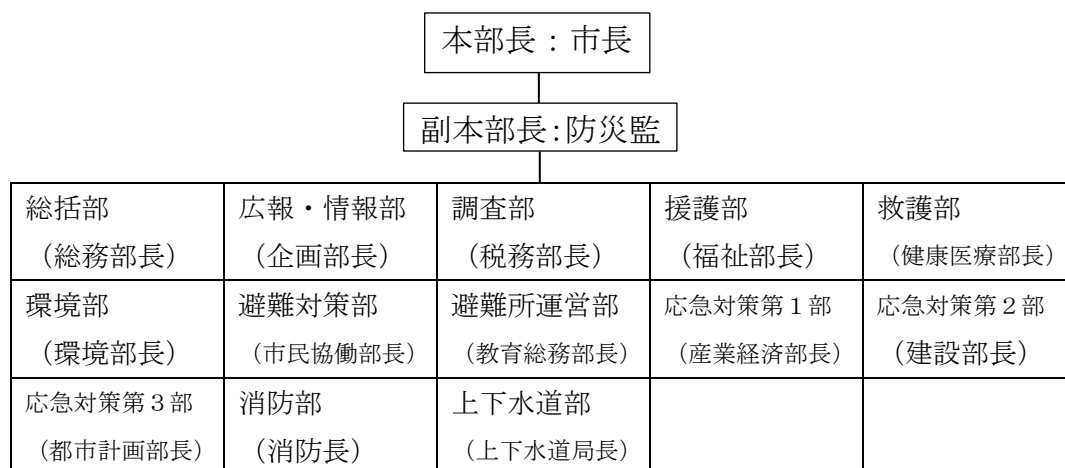 本部長：市長
副本部長:防災監
総括部
（総務部長）
広報・情報部
（企画部長）
調査部
（税務部長）
援護部
（福祉部長）
救護部
（健康医療部長）
環境部
（環境部長）
避難対策部
（市民協働部長）
避難所運営部
（教育総務部長）
応急対策第１部
（産業経済部長）
応急対策第２部
（建設部長）
応急対策第３部
（都市計画部長）
消防部
（消防長）
上下水道部
（上下水道局長）